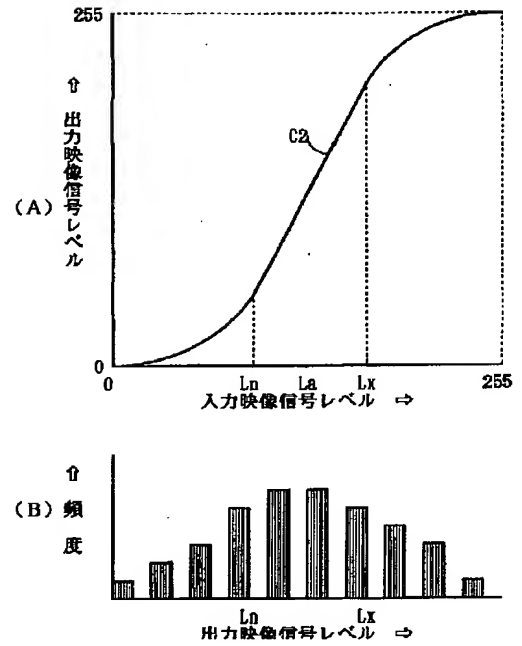 255
⇧
出力映像信号レベル
(A)
C2
0
0
Ln
La
Lx
255
入力映像信号レベル ⇨
⇧
(B)
頻度
Ln
Lx
出力映像信号レベル ⇨